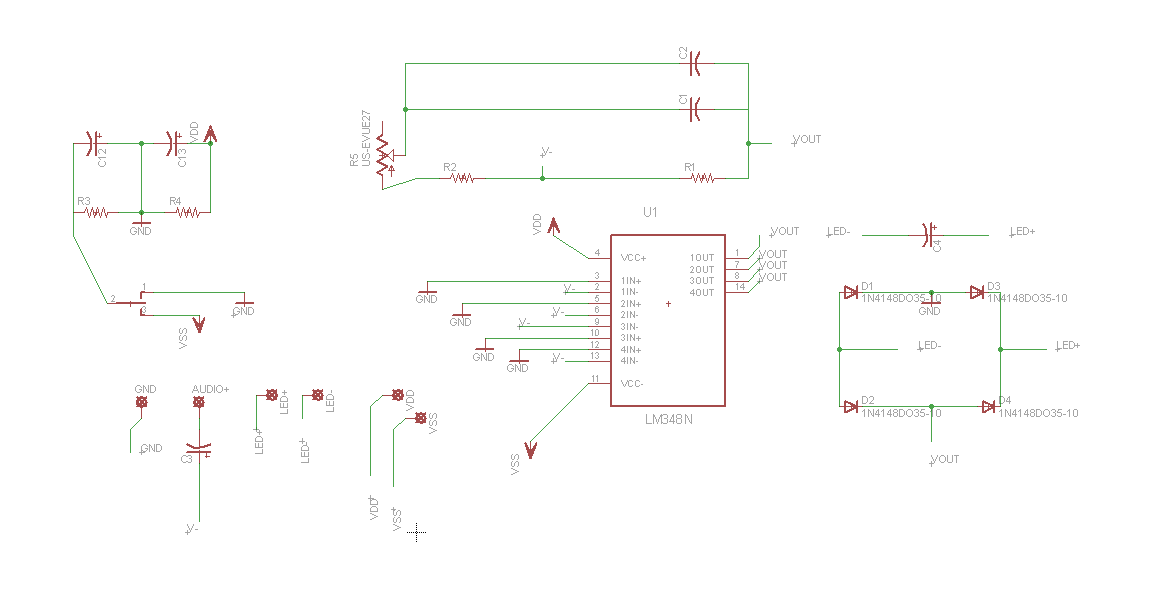 C2
C1
VDD
C12
C13
R5
US-EVUE27
VOUT
V-
R2
R1
R3
R4
GND
U1
VDD
VOUT
LED-
C4
LED+
4
VCC+
1OUT
1
VOUT
2OUT
7
VOUT
3OUT
8
VOUT
4OUT
14
3
1IN+
GND
2
1IN-
V-
5
2IN+
GND
6
2IN-
V-
9
3IN-
V-
10
3IN+
GND
12
4IN+
GND
13
4IN-
V-
11
VCC-
LM348N
VSS
1
2
3
GND
VSS
D1
1N4148DO35-10
D3
1N4148DO35-10
GND
LED-
LED+
D2
1N4148DO35-10
D4
1N4148DO35-10
VOUT
GND
AUDIO+
LED+
LED-
VDD
VSS
GND
C3
LED+
LED+
VDD
VSS
V-